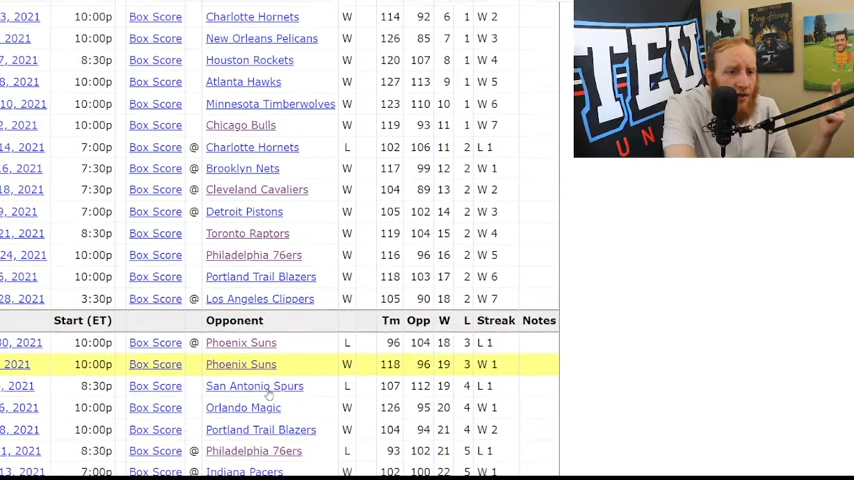 3, 2021 10:00p Box Score Charlotte Hornets W 114 92 6 1 W 2
, 2021 10:00p Box Score New Orleans Pelicans W 126 85 7 1 W 3
7, 2021 8:30p Box Score Houston Rockets W 120 107 8 1 W 4
8, 2021 10:00p Box Score Atlanta Hawks W 127 113 9 1 W 5
10, 2021 10:00p Box Score Minnesota Timberwolves W 123 110 10 1 W 6
2, 2021 10:00p Box Score Chicago Bulls W 119 93 11 1 W 7
14, 2021 7:00p Box Score @ Charlotte Hornets L 102 106 11 2 L 1
16, 2021 7:30p Box Score @ Brooklyn Nets W 117 99 12 2 W 1
18, 2021 7:30p Box Score @ Cleveland Cavaliers W 104 89 13 2 W 2
9, 2021 7:00p Box Score @ Detroit Pistons W 105 102 14 2 W 3
21, 2021 8:30p Box Score Toronto Raptors W 119 104 15 2 W 4
24, 2021 10:00p Box Score Philadelphia 76ers W 116 96 16 2 W 5
6, 2021 10:00p Box Score Portland Trail Blazers W 118 103 17 2 W 6
28, 2021 3:30p Box Score @ Los Angeles Clippers W 105 90 18 2 W 7
Start (ET) Opponent Tm Opp W L Streak Notes
30, 2021 10:00p Box Score @ Phoenix Suns L 96 104 18 3 L 1
, 2021 10:00p Box Score Phoenix Suns W 118 96 19 3 W 1
, 2021 8:30p Box Score San Antonio Spurs L 107 112 19 4 L 1
6, 2021 10:00p Box Score Orlando Magic W 126 95 20 4 W 1
8, 2021 10:00p Box Score Portland Trail Blazers W 104 94 21 4 W 2
1, 2021 8:30p Box Score @ Philadelphia 76ers L 93 102 21 5 L 1
13, 2021 7:00p Box Score @ Indiana Pacers W 102 100 22 5 W 1
TEU
UN